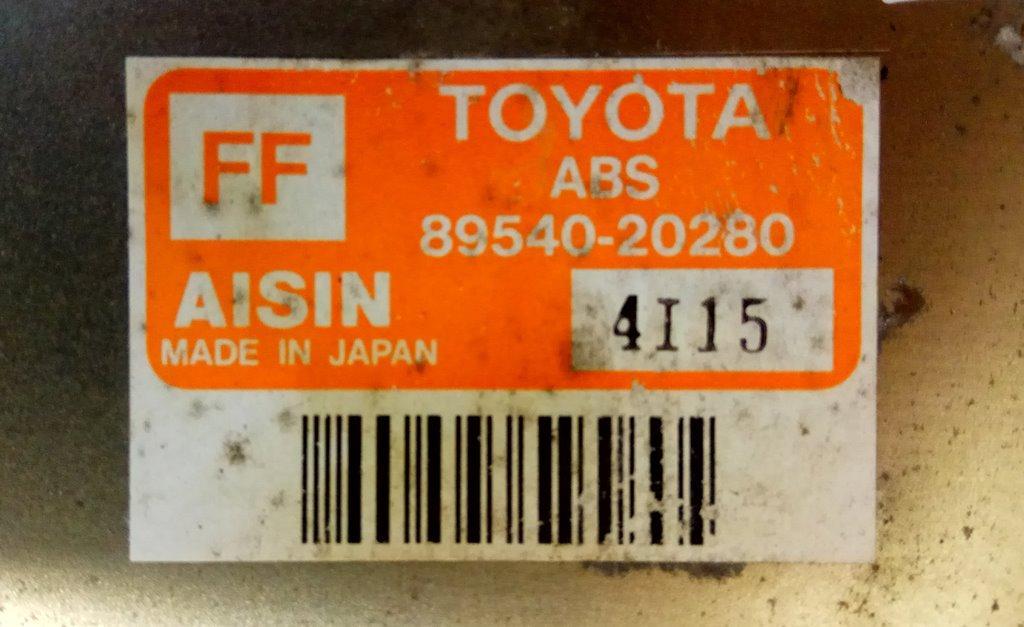 FF
TOYOTA
ABS
89540-20280
AISIN
MADE IN JAPAN
4I15